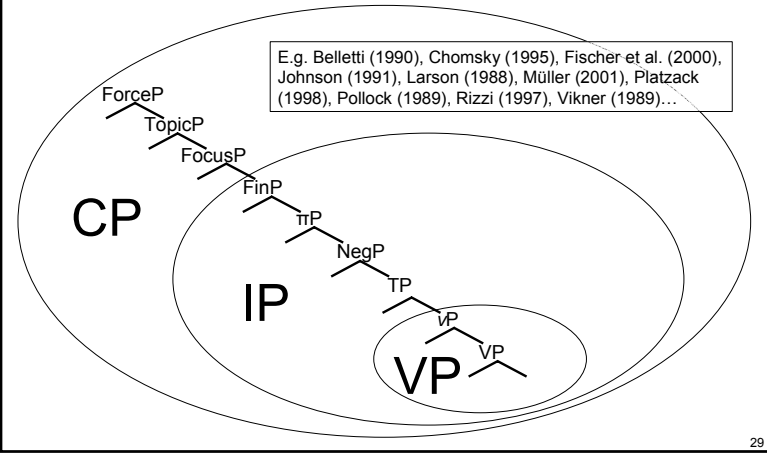 E.g. Belletti (1990), Chomsky (1995), Fischer et al. (2000),
Johnson (1991), Larson (1988), Müller (2001), Platzack
(1998), Pollock (1989), Rizzi (1997), Vikner (1989)…
ForceP
TopicP
FocusP
FinP
CP
πP
NegP
TP
IP
vP
VP
VP
29